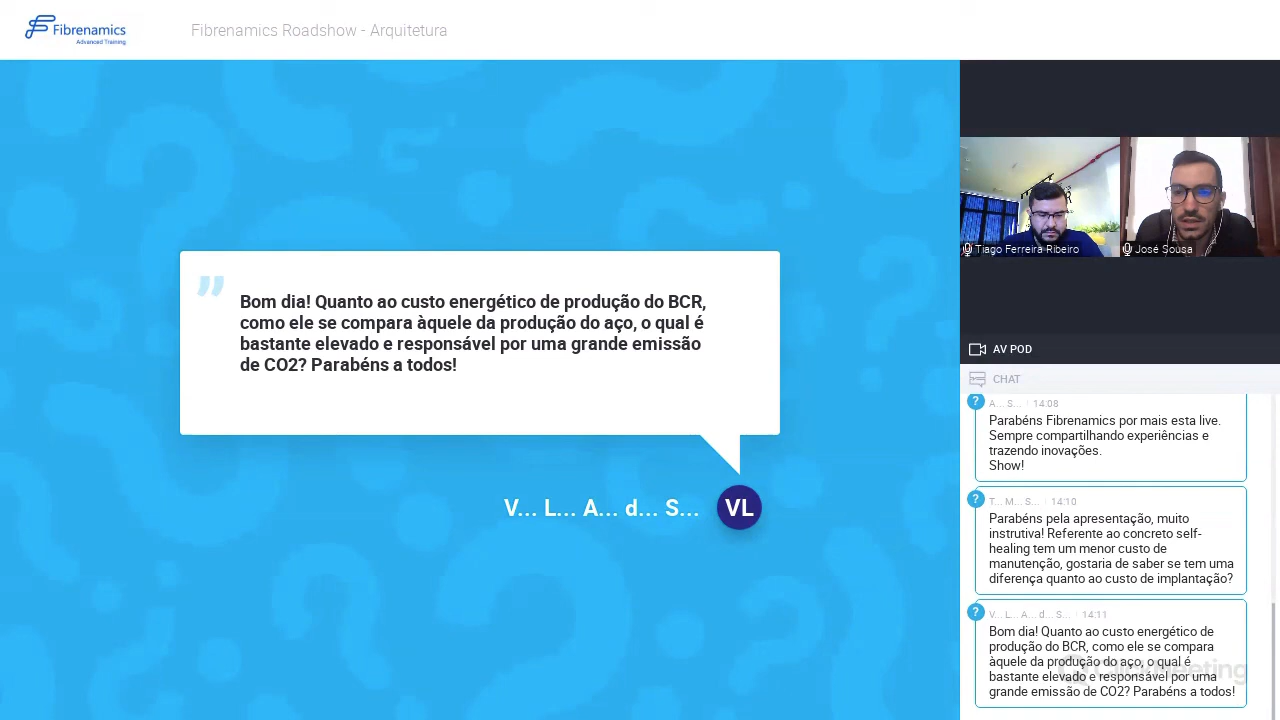 Fibrenamics
Advanced Training
Fibrenamics Roadshow - Arquitetura
Bom dia! Quanto ao custo energético de produção do BCR,
como ele se compara àquele da produção do aço, o qual é
bastante elevado e responsável por uma grande emissão
de CO2? Parabéns a todos!
V... L... A... d... S...
VL
Tiago Ferreira Ribeiro
José Sousa
AV POD
CHAT
? A... S... 14:08
Parabéns Fibrenamics por mais esta live.
Sempre compartilhando experiências e
trazendo inovações.
Show!
? T... M... S... 14:10
Parabéns pela apresentação, muito
instrutiva! Referente ao concreto self-
healing tem um menor custo de
manutenção, gostaria de saber se tem uma
diferença quanto ao custo de implantação?
? V... L... A... d... S... 14:11
Bom dia! Quanto ao custo energético de
produção do BCR, como ele se compara
àquele da produção do aço, o qual é
bastante elevado e responsável por uma
grande emissão de CO2? Parabéns a todos!